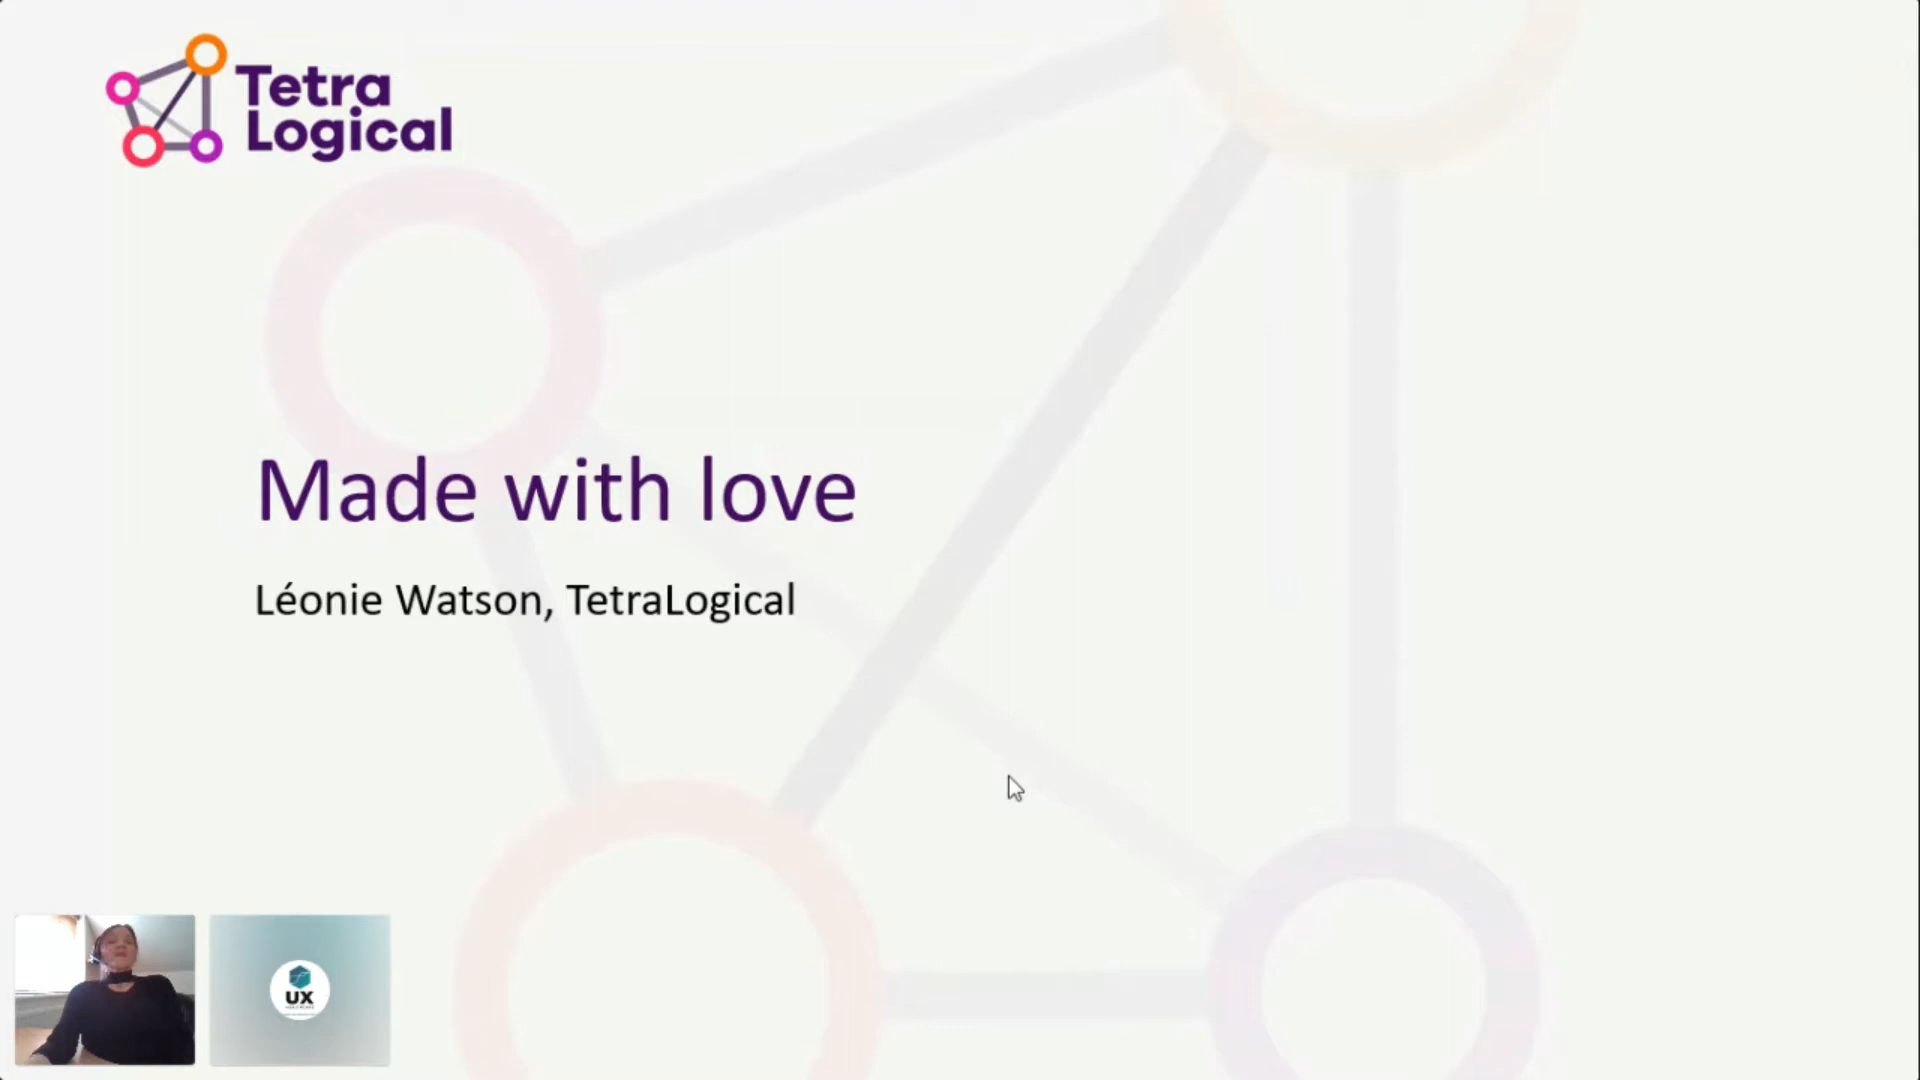 Tetra
Logical
Made with love
Léonie Watson, TetraLogical
UX